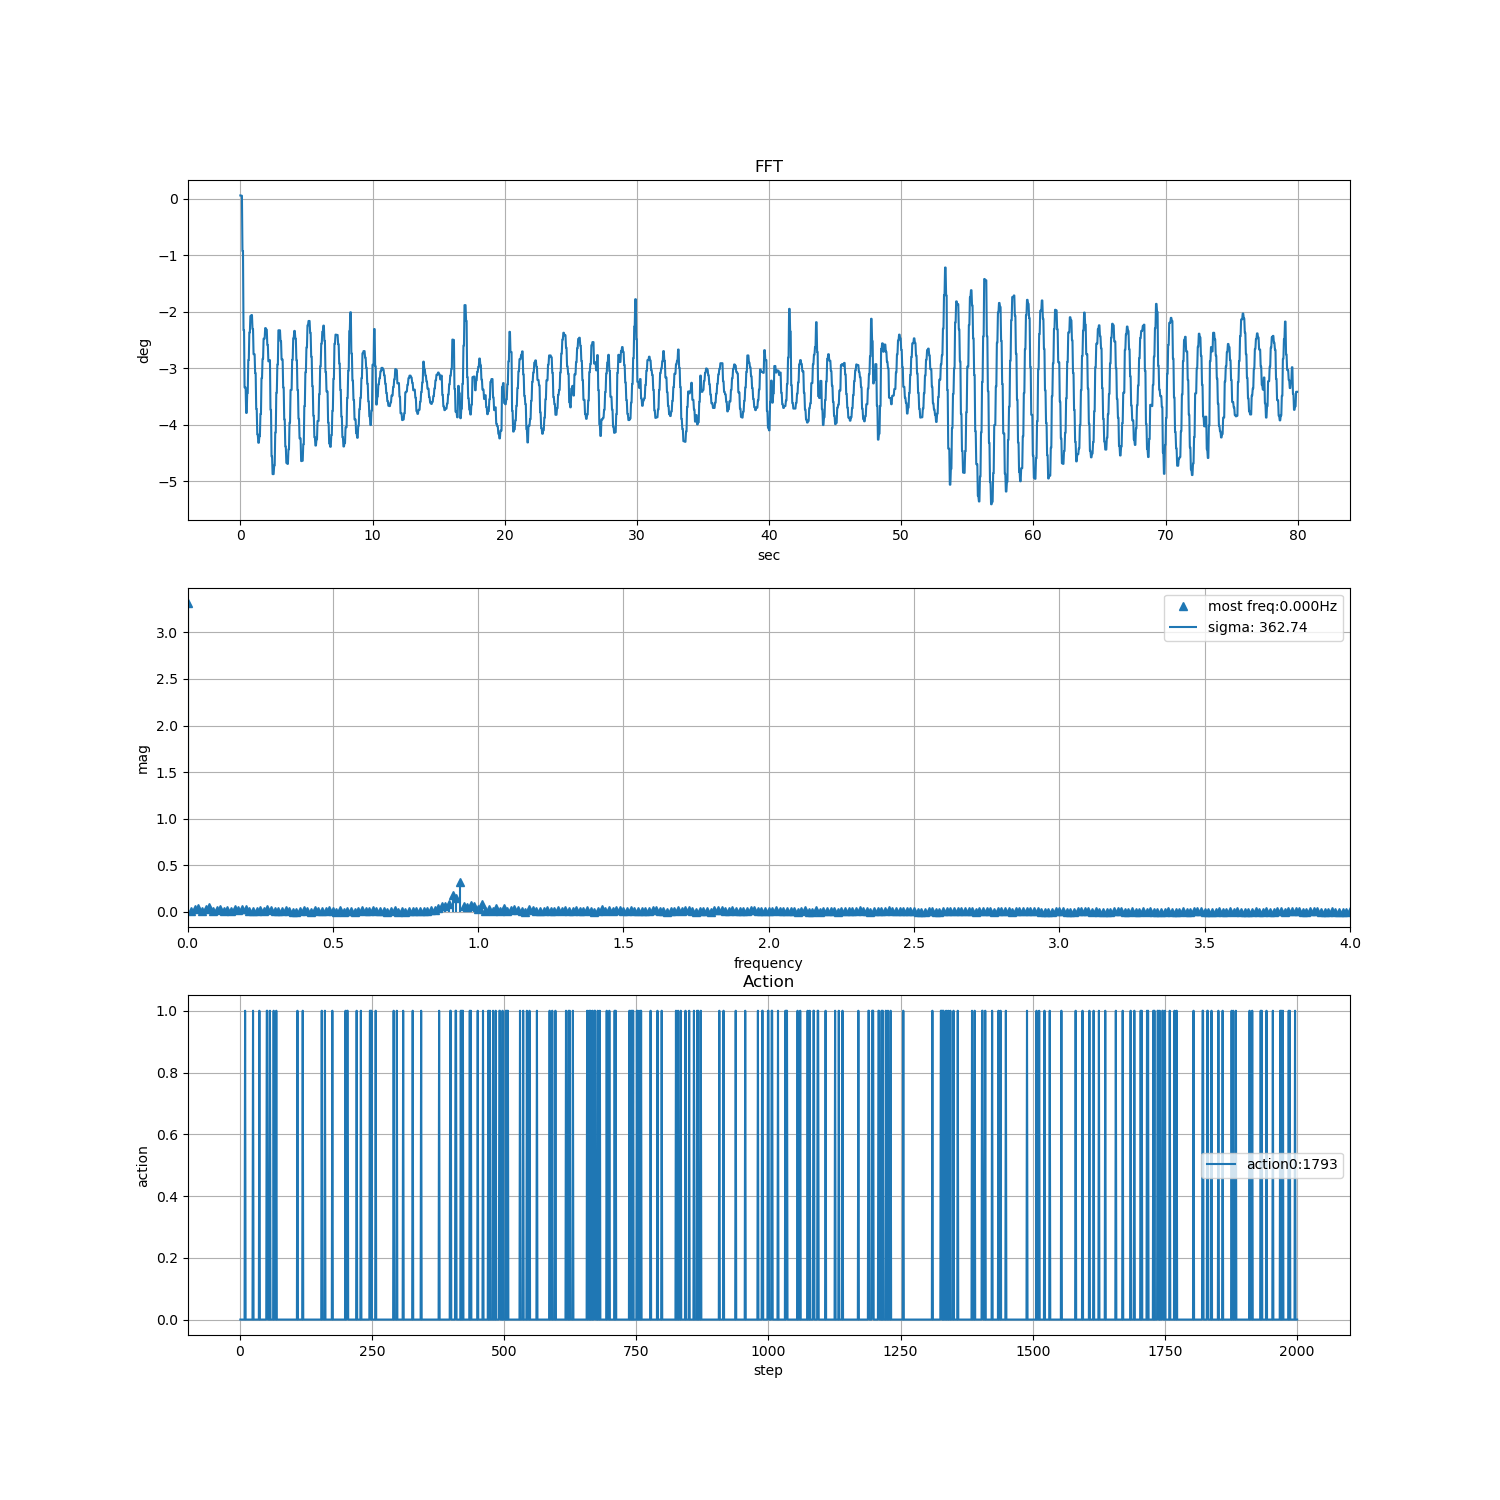 FFT
0
−1
−2
−3
−4
−5
deg
0 10 20 30 40 50 60 70 80
sec
most freq:0.000Hz
sigma: 362.74
3.0
2.5
2.0
1.5
1.0
0.5
0.0
mag
0.0 0.5 1.0 1.5 2.0 2.5 3.0 3.5 4.0
frequency
Action
1.0
0.8
0.6
0.4
0.2
0.0
action
action0:1793
0 250 500 750 1000 1250 1500 1750 2000
step